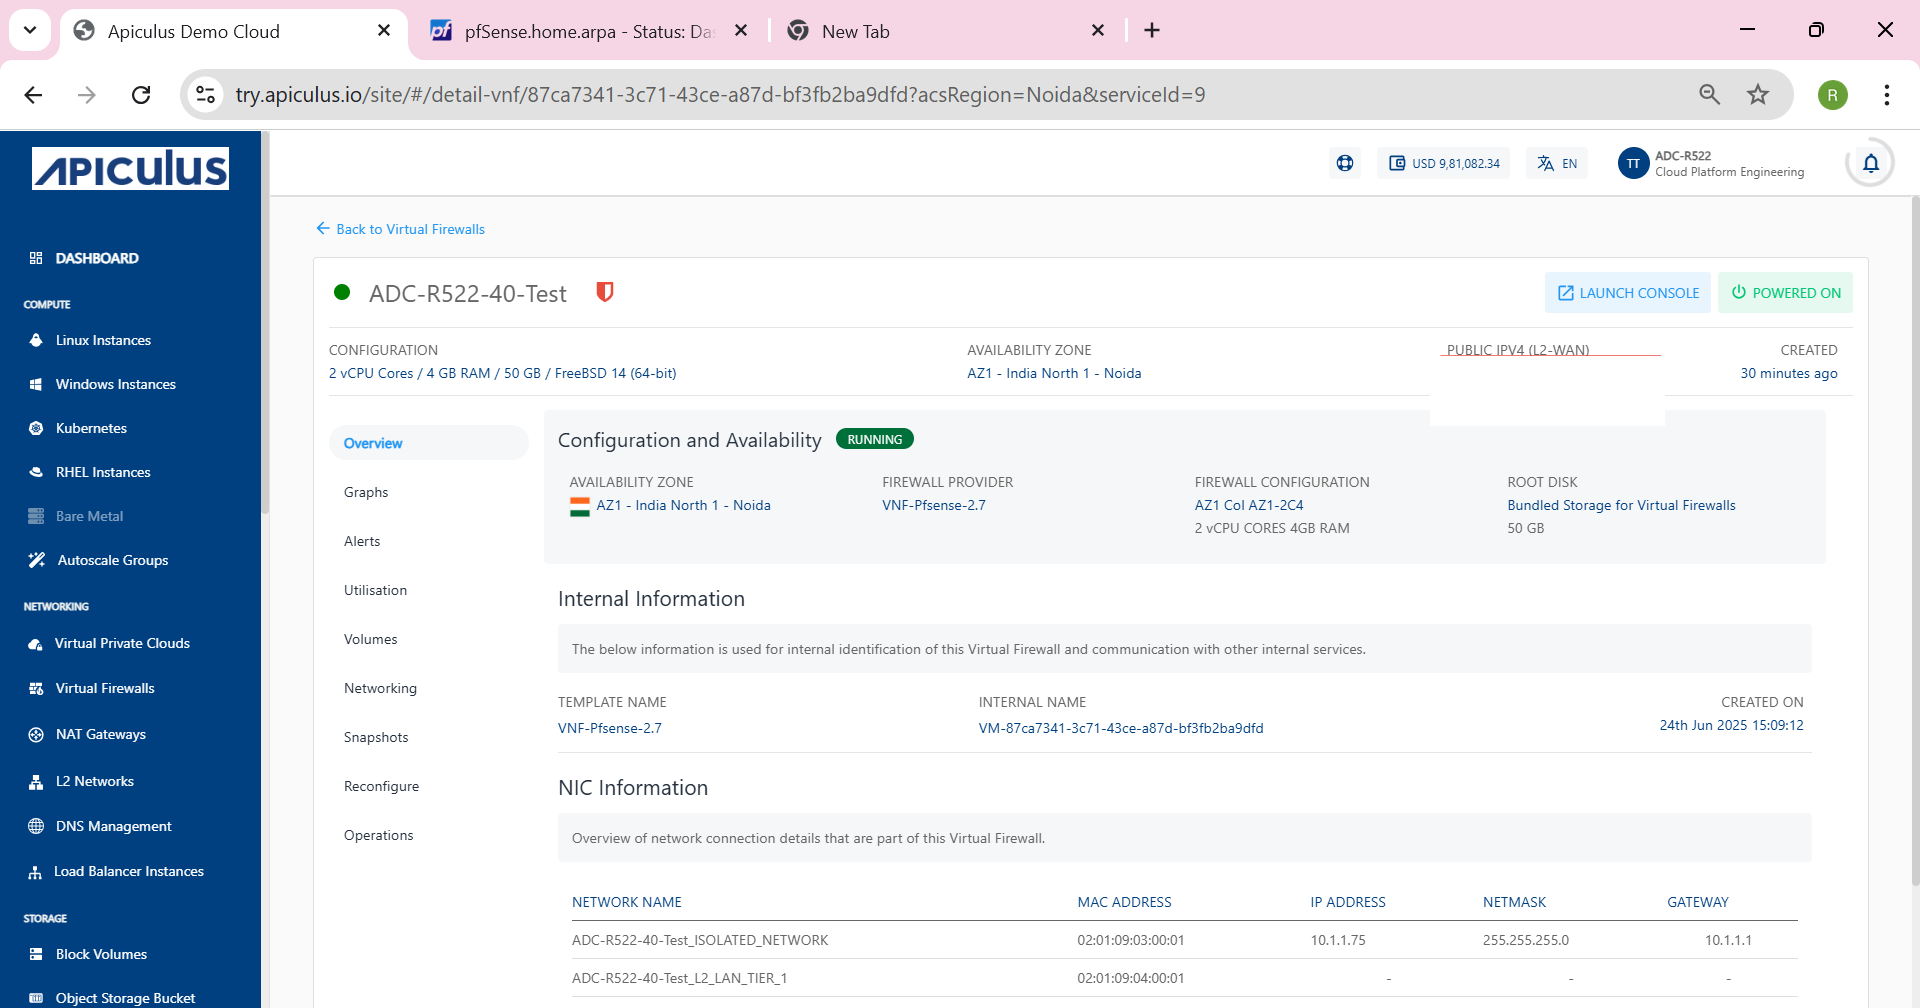 Apiculus Demo Cloud
pfSense.home.arpa - Status: Da
New Tab
try.apiculus.io/site/#/detail-vnf/87ca7341-3c71-43ce-a87d-bf3fb2ba9dfd?acsRegion=Noida&serviceId=9
R
APICULUS
USD 9,81,082.34
EN
TT
ADC-R522
Cloud Platform Engineering
DASHBOARD
COMPUTE
Linux Instances
Windows Instances
Kubernetes
RHEL Instances
Bare Metal
Autoscale Groups
NETWORKING
Virtual Private Clouds
Virtual Firewalls
NAT Gateways
L2 Networks
DNS Management
Load Balancer Instances
STORAGE
Block Volumes
Object Storage Bucket
Back to Virtual Firewalls
ADC-R522-40-Test
LAUNCH CONSOLE
POWERED ON
CONFIGURATION
2 vCPU Cores / 4 GB RAM / 50 GB / FreeBSD 14 (64-bit)
AVAILABILITY ZONE
AZ1 - India North 1 - Noida
PUBLIC IPV4 (L2-WAN)
CREATED
30 minutes ago
Overview
Graphs
Alerts
Utilisation
Volumes
Networking
Snapshots
Reconfigure
Operations
Configuration and Availability
RUNNING
AVAILABILITY ZONE
AZ1 - India North 1 - Noida
FIREWALL PROVIDER
VNF-Pfsense-2.7
FIREWALL CONFIGURATION
AZ1 Col AZ1-2C4
2 vCPU CORES 4GB RAM
ROOT DISK
Bundled Storage for Virtual Firewalls
50 GB
Internal Information
The below information is used for internal identification of this Virtual Firewall and communication with other internal services.
TEMPLATE NAME
VNF-Pfsense-2.7
INTERNAL NAME
VM-87ca7341-3c71-43ce-a87d-bf3fb2ba9dfd
CREATED ON
24th Jun 2025 15:09:12
NIC Information
Overview of network connection details that are part of this Virtual Firewall.
NETWORK NAME MAC ADDRESS IP ADDRESS NETMASK GATEWAY
ADC-R522-40-Test_ISOLATED_NETWORK 02:01:09:03:00:01 10.1.1.75 255.255.255.0 10.1.1.1
ADC-R522-40-Test_L2_LAN_TIER_1 02:01:09:04:00:01 - - -